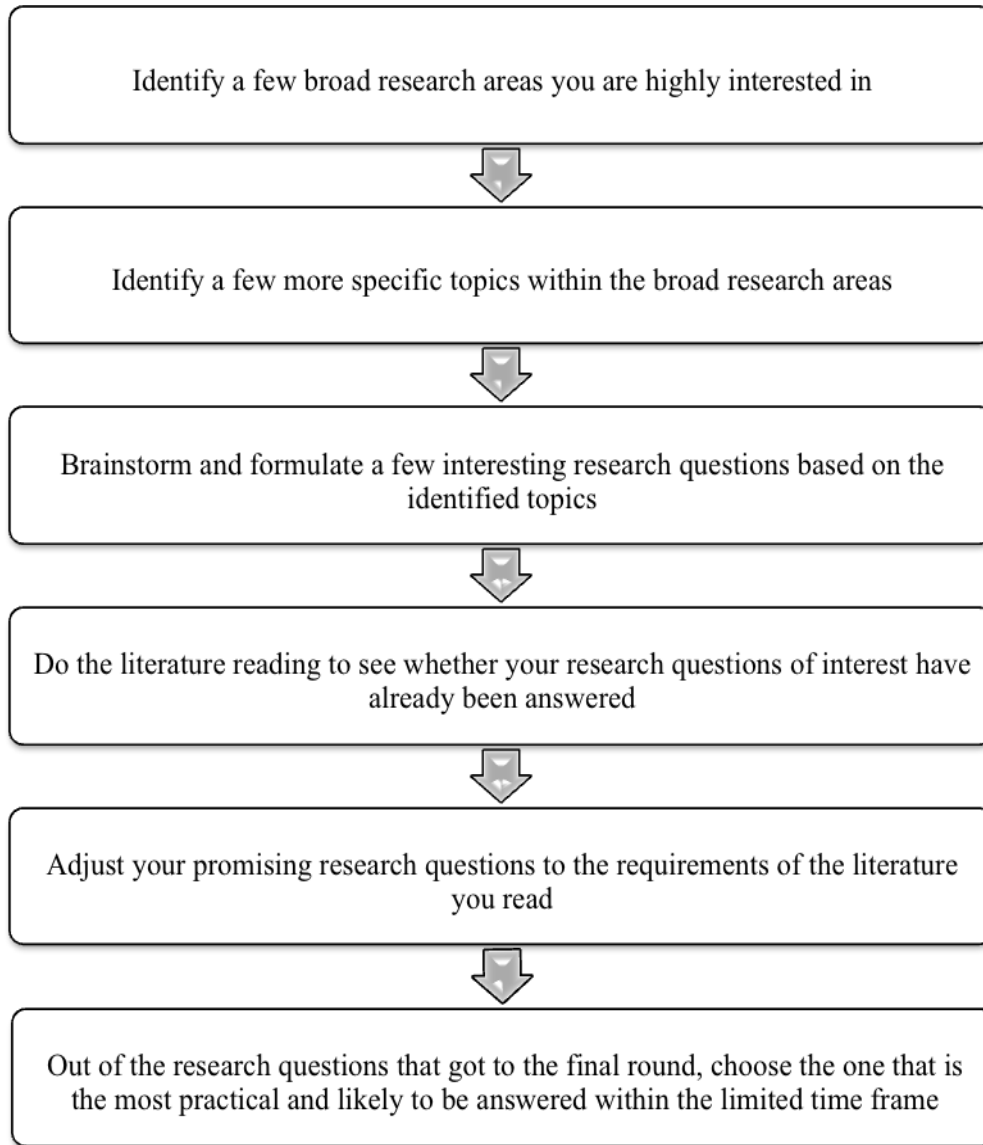 Identify a few broad research areas you are highly interested in
Identify a few more specific topics within the broad research areas
Brainstorm and formulate a few interesting research questions based on the
identified topics
Do the literature reading to see whether your research questions of interest have
already been answered
Adjust your promising research questions to the requirements of the literature
you read
Out of the research questions that got to the final round, choose the one that is
the most practical and likely to be answered within the limited time frame